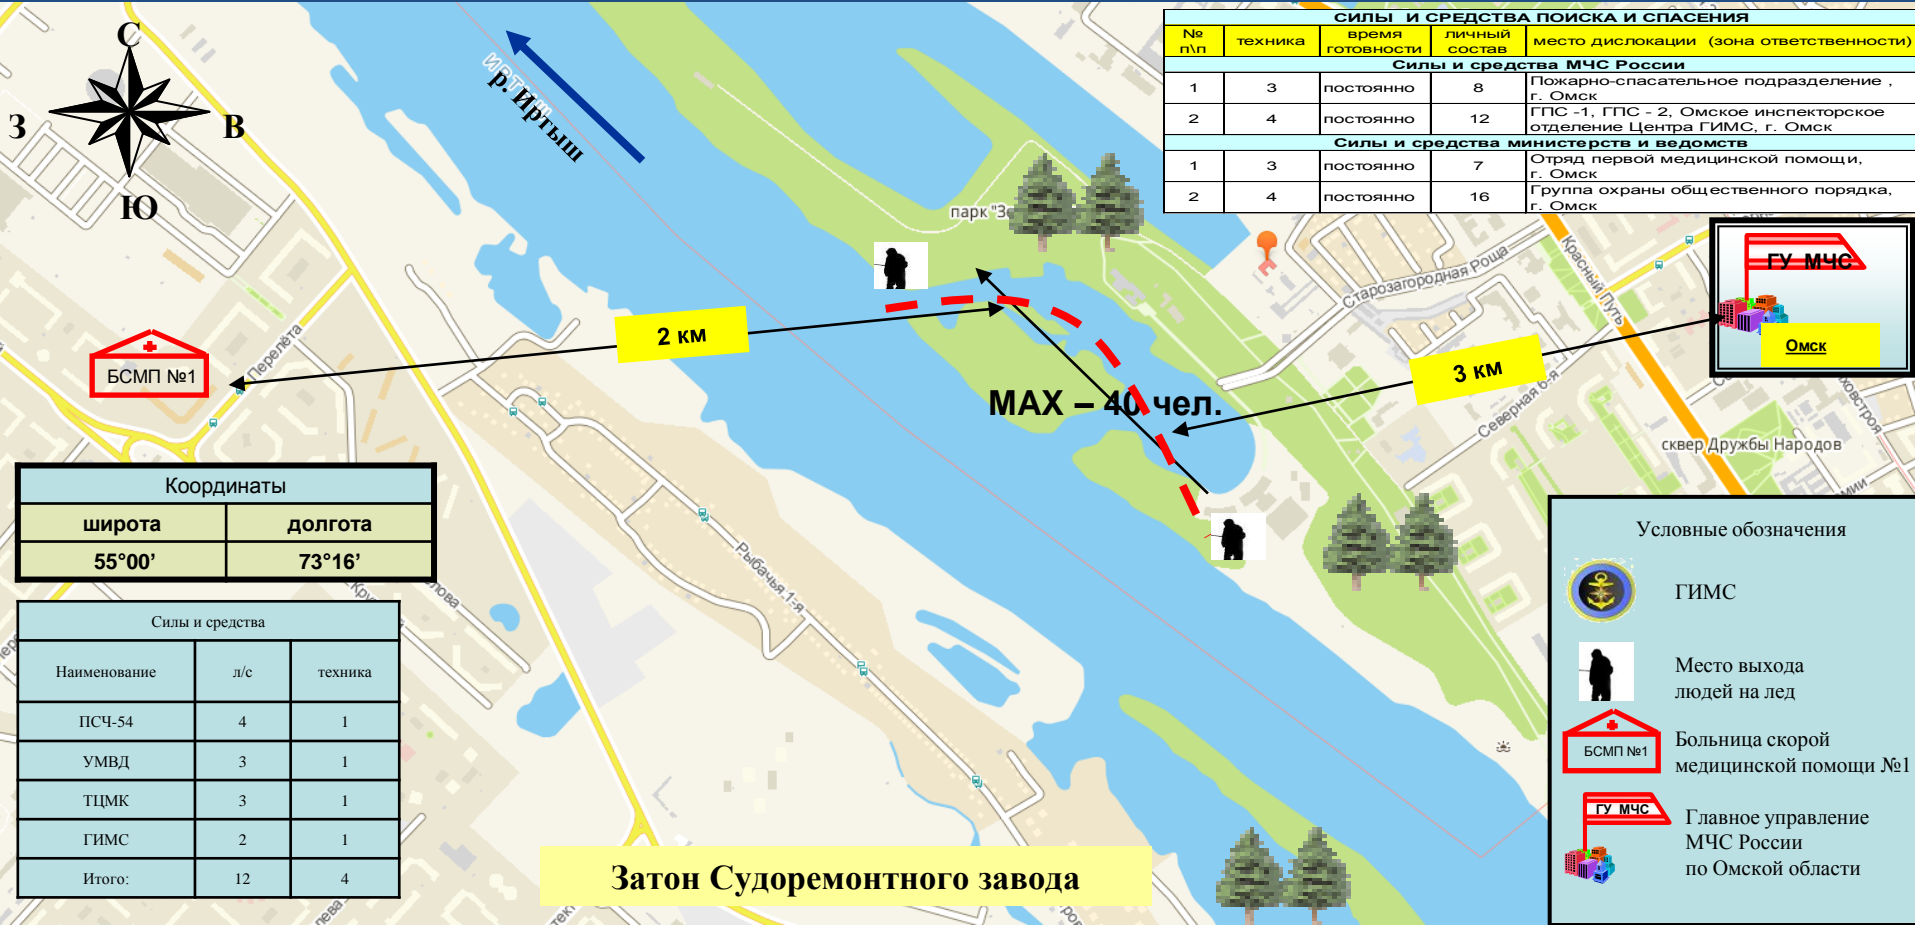 С
З
В
Ю
ИРТЫШ
р. Иртыш
СИЛЫ И СРЕДСТВА ПОИСКА И СПАСЕНИЯ
№ п\п техника время готовности личный состав место дислокации (зона ответственности)
Силы и средства МЧС России
1 3 постоянно 8 Пожарно-спасательное подразделение ,
г. Омск
2 4 постоянно 12 ГПС -1, ГПС - 2, Омское инспекторское
отделение Центра ГИМС, г. Омск
Силы и средства министерств и ведомств
1 3 постоянно 7 Отряд первой медицинской помощи,
г. Омск
2 4 постоянно 16 Группа охраны общественного порядка,
г. Омск
парк
ГУ МЧС
Омск
Старозагородная Роща
Красный Путь
Северная 6-я
сквер Дружбы Народов
2 км
3 км
MAX – 40 чел.
БСМП №1
Перелёта
Рыбачья 1-я
Координаты
широта долгота
55°00’ 73°16’
Силы и средства
Наименование л/с техника
ПСЧ-54 4 1
УМВД 3 1
ТЦМК 3 1
ГИМС 2 1
Итого: 12 4
Затон Судоремонтного завода
Условные обозначения
ГИМС
Место выхода
людей на лед
БСМП №1
Больница скорой
медицинской помощи №1
ГУ МЧС
Главное управление
МЧС России
по Омской области